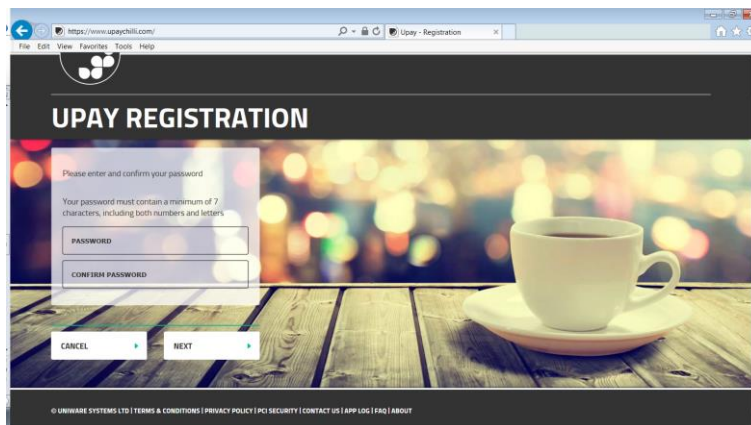 https://www.upaychilli.com/
Upay - Registration
File Edit View Favorites Tools Help
UPAY REGISTRATION
Please enter and confirm your password
Your password must contain a minimum of 7
characters, including both numbers and letters
PASSWORD
CONFIRM PASSWORD
CANCEL
NEXT
© UNIWARE SYSTEMS LTD | TERMS & CONDITIONS | PRIVACY POLICY | PCI SECURITY | CONTACT US | APP LOG | FAQ | ABOUT